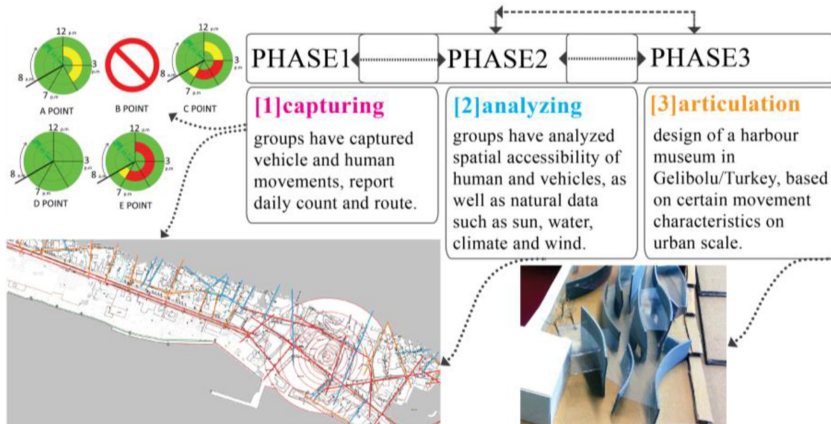 12
p.m
8 a.m
3
p.m
7 p.m
A POINT
B POINT
12
p.m
8 a.m
3
p.m
7 p.m
C POINT
12
p.m
8 a.m
3
p.m
7 p.m
D POINT
12
p.m
8 a.m
3
p.m
7 p.m
E POINT
PHASE1
PHASE2
PHASE3
[1]capturing
groups have captured
vehicle and human
movements, report
daily count and route.
[2]analyzing
groups have analyzed
spatial accessibility of
human and vehicles, as
well as natural data
such as sun, water,
climate and wind.
[3]articulation
design of a harbour
museum in
Gelibolu/Turkey, based
on certain movement
characteristics on
urban scale.